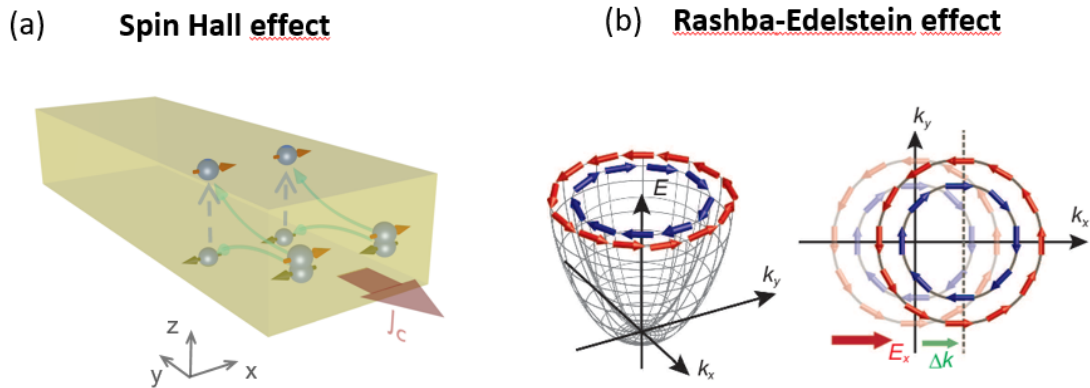 (a) Spin Hall effect
(b) Rashba-Edelstein effect
J_c
z
y
x
E
k_y
k_x
k_y
k_x
E_x
Δk